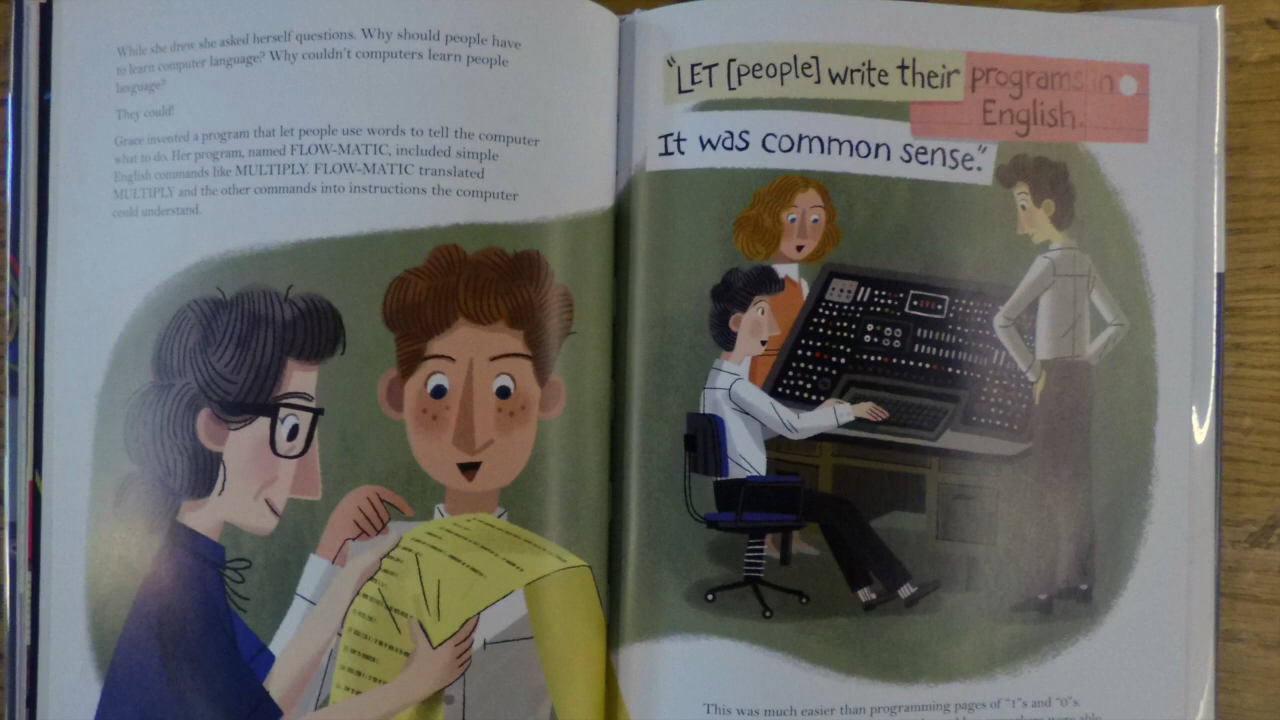 While she drew she asked herself questions. Why should people have
to learn computer language? Why couldn't computers learn people
language?
They could!
Grace invented a program that let people use words to tell the computer
what to do. Her program, named FLOW-MATIC, included simple
English commands like MULTIPLY. FLOW-MATIC translated
MULTIPLY and the other commands into instructions the computer
could understand.
"LET [people] write their programs in
English.
It was common sense."
This was much easier than programming pages of "1"s and "0"s.